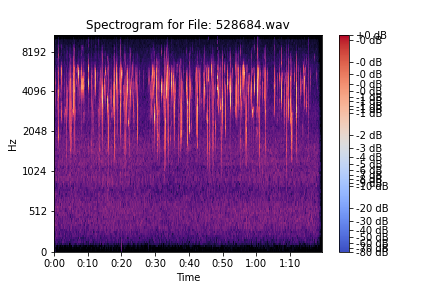 Spectrogram for File: 528684.wav
8192
4096
2048
1024
512
0
Hz
0:00 0:10 0:20 0:30 0:40 0:50 1:00 1:10
Time
+0 dB
-0 dB
-0 dB
-0 dB
-0 dB
-1 dB
-1 dB
-2 dB
-3 dB
-4 dB
-5 dB
-10 dB
-20 dB
-30 dB
-40 dB
-50 dB
-80 dB